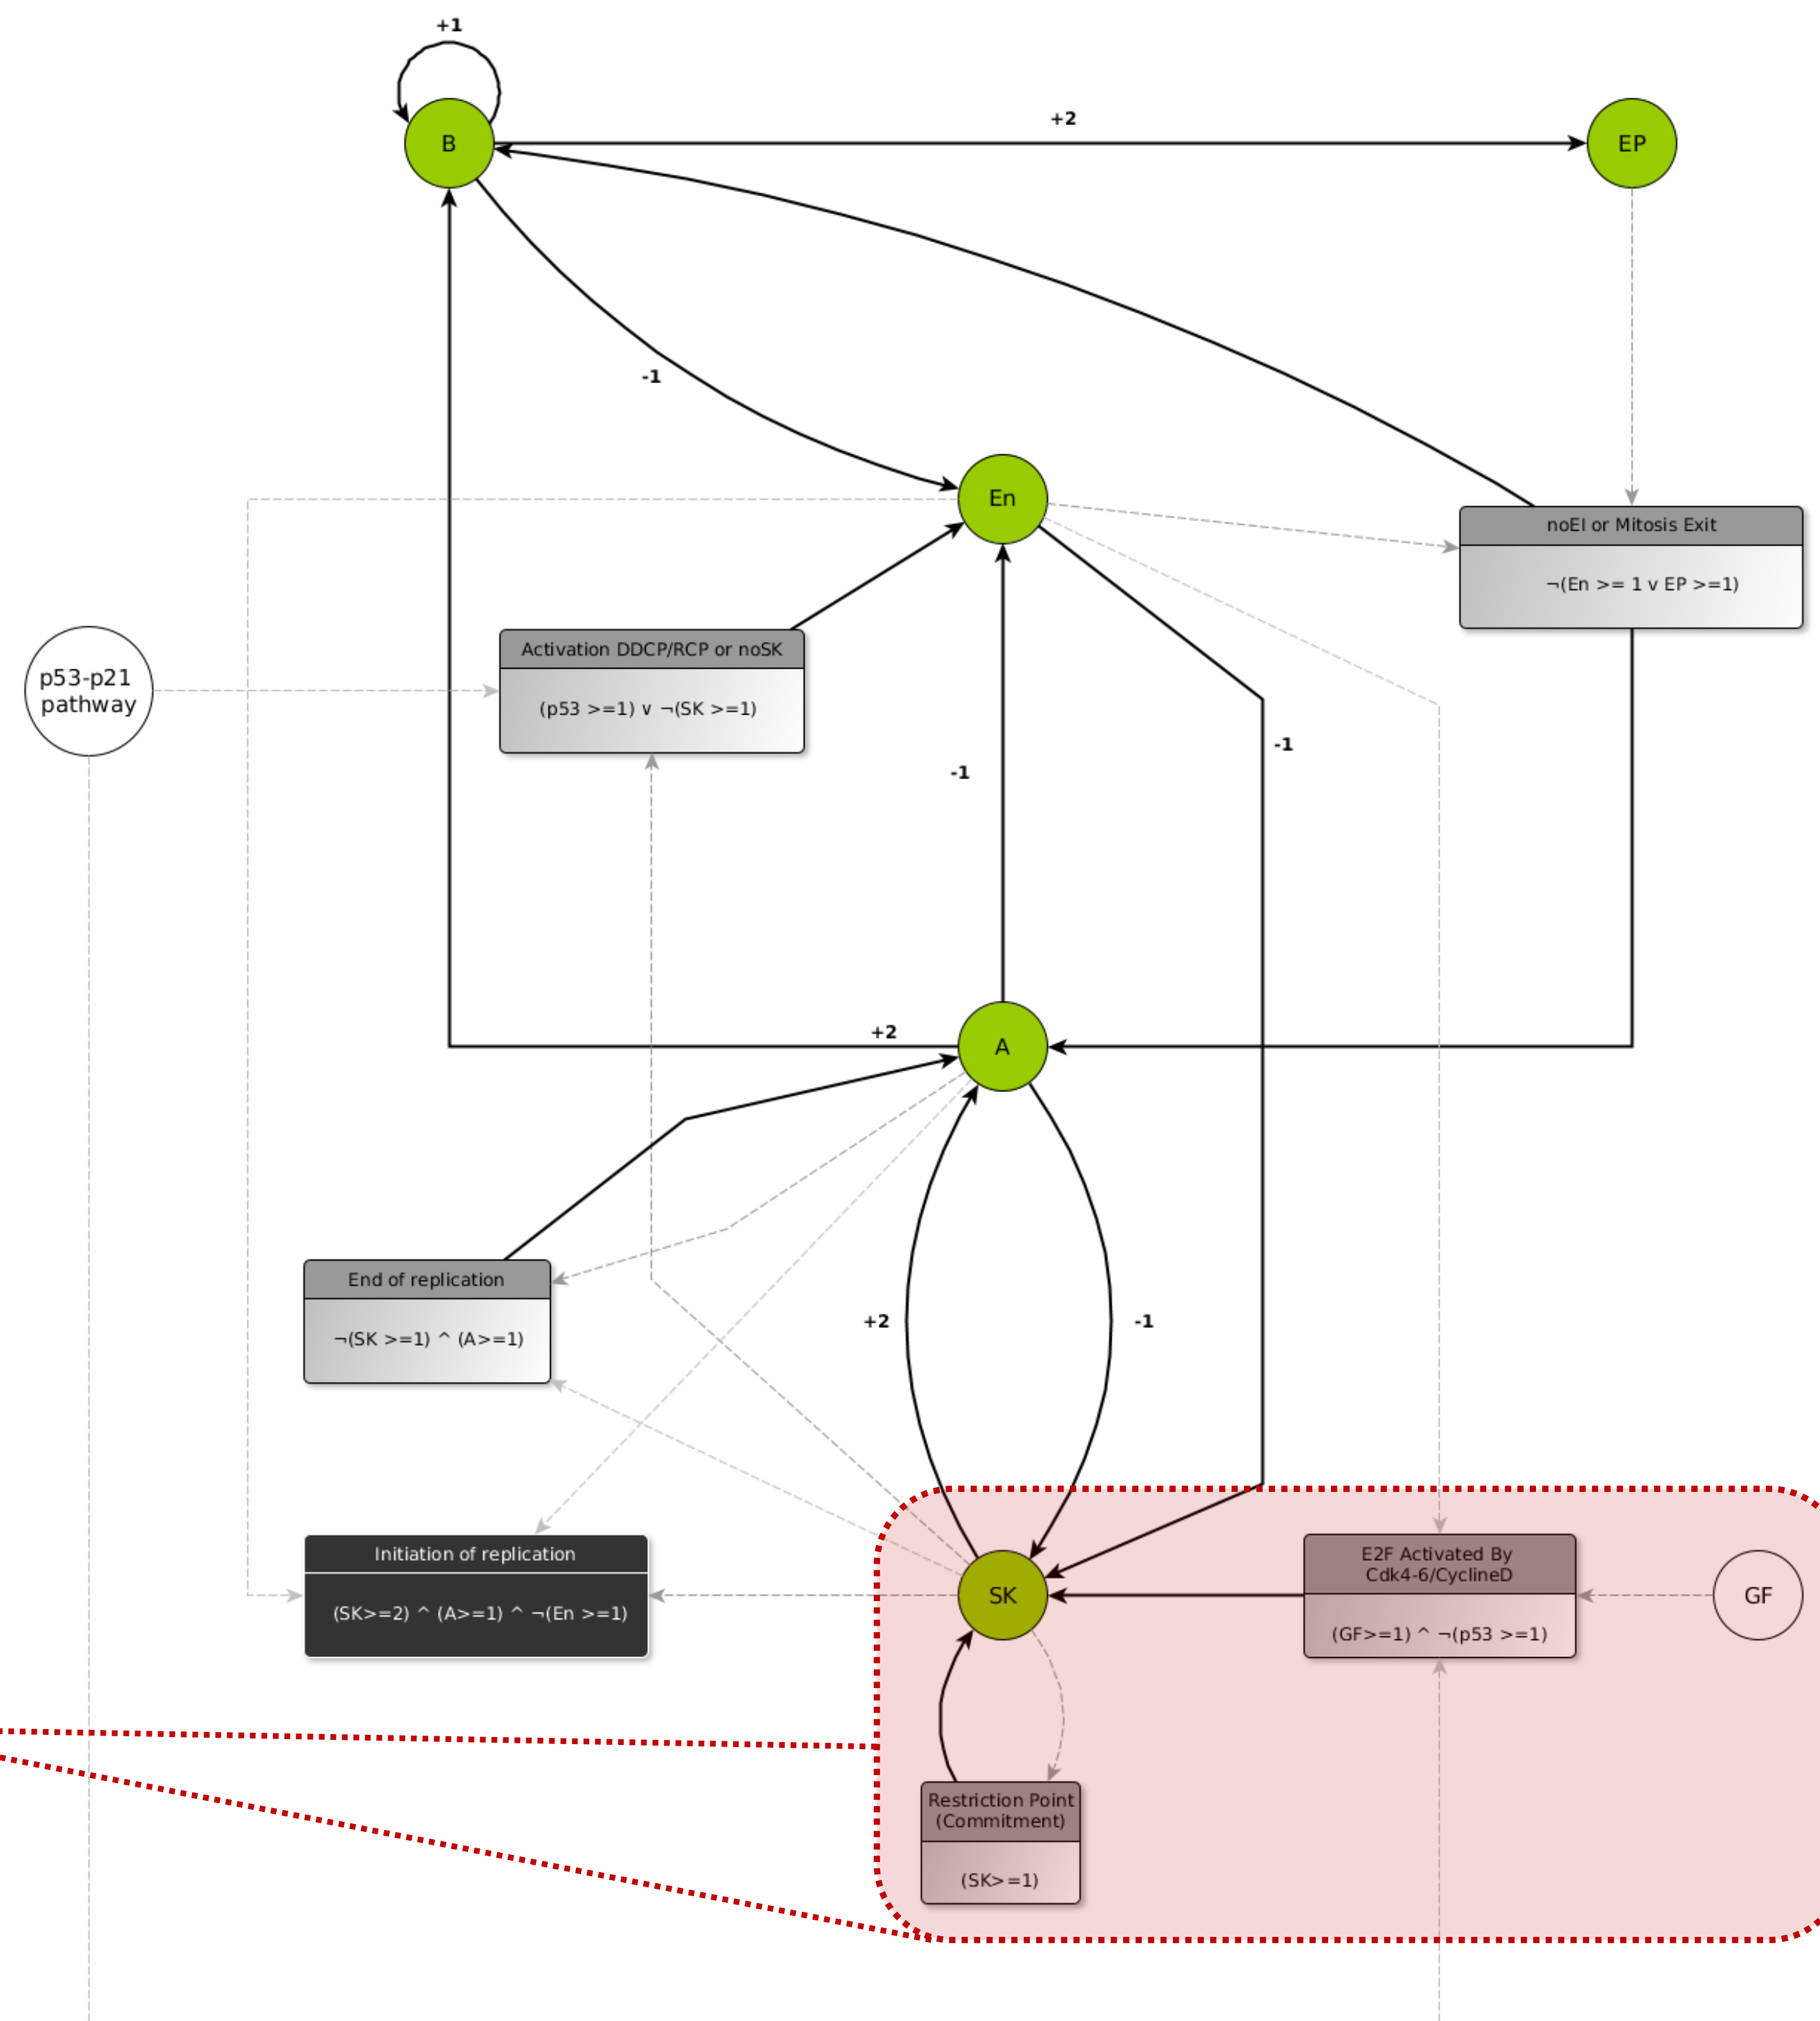 +1
B
+2
EP
-1
En
noEI or Mitosis Exit
¬(En >= 1 v EP >=1)
Activation DDCP/RCP or noSK
(p53 >=1) ∨ ¬(SK >=1)
p53-p21
pathway
-1
-1
+2
A
End of replication
¬(SK >=1) ^ (A>=1)
+2
-1
Initiation of replication
(SK>=2) ^ (A>=1) ^ ¬(En >=1)
SK
E2F Activated By
Cdk4-6/CyclineD
(GF>=1) ^ ¬(p53 >=1)
GF
Restriction Point
(Commitment)
(SK>=1)